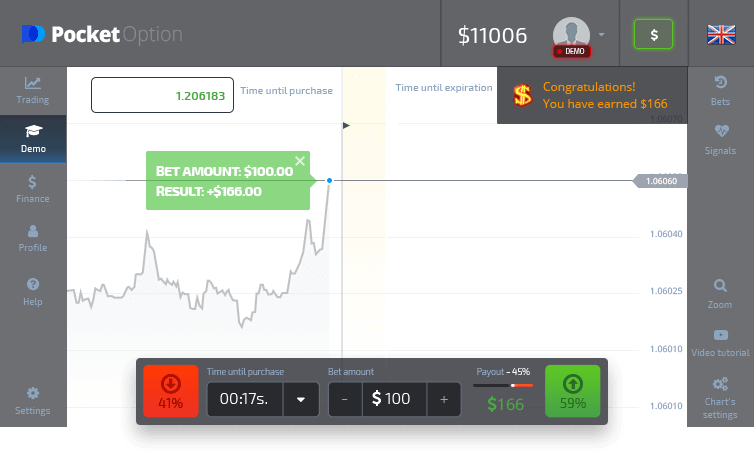 PocketOption
$11006
DEMO
$
Trading
Demo
$
Finance
Profile
Help
Settings
1.206183
Time until purchase
Time until expiration
$
Congratulations!
You have earned $166
BET AMOUNT: $100.00
RESULT: +$166.00
1.06070
1.06060
1.06040
1.06025
1.06010
1.06010
Bets
Signals
Zoom
Video tutorial
Chart's
settings
41%
Time until purchase
00:17s.
Bet amount
- $ 100 +
Payout - 45%
$166
59%